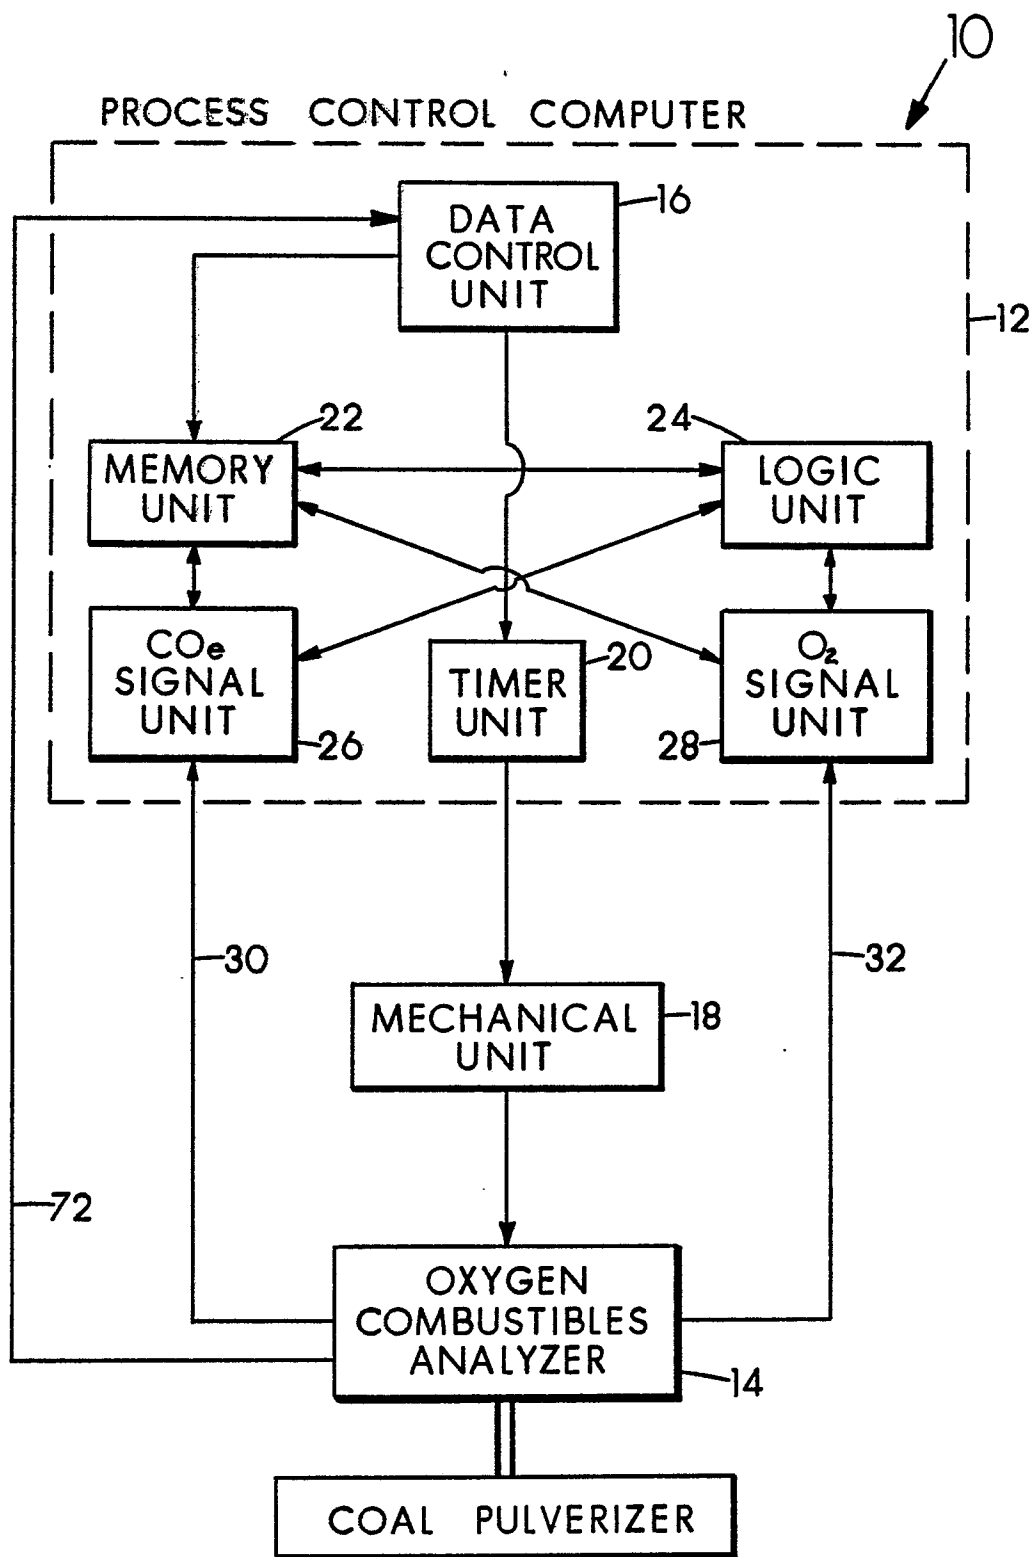 10
PROCESS CONTROL COMPUTER
DATA
CONTROL
UNIT
16
12
22
24
MEMORY
UNIT
LOGIC
UNIT
COe
SIGNAL
UNIT
26
TIMER
UNIT
20
O2
SIGNAL
UNIT
28
30
32
MECHANICAL
UNIT
18
72
OXYGEN
COMBUSTIBLES
ANALYZER
14
COAL PULVERIZER